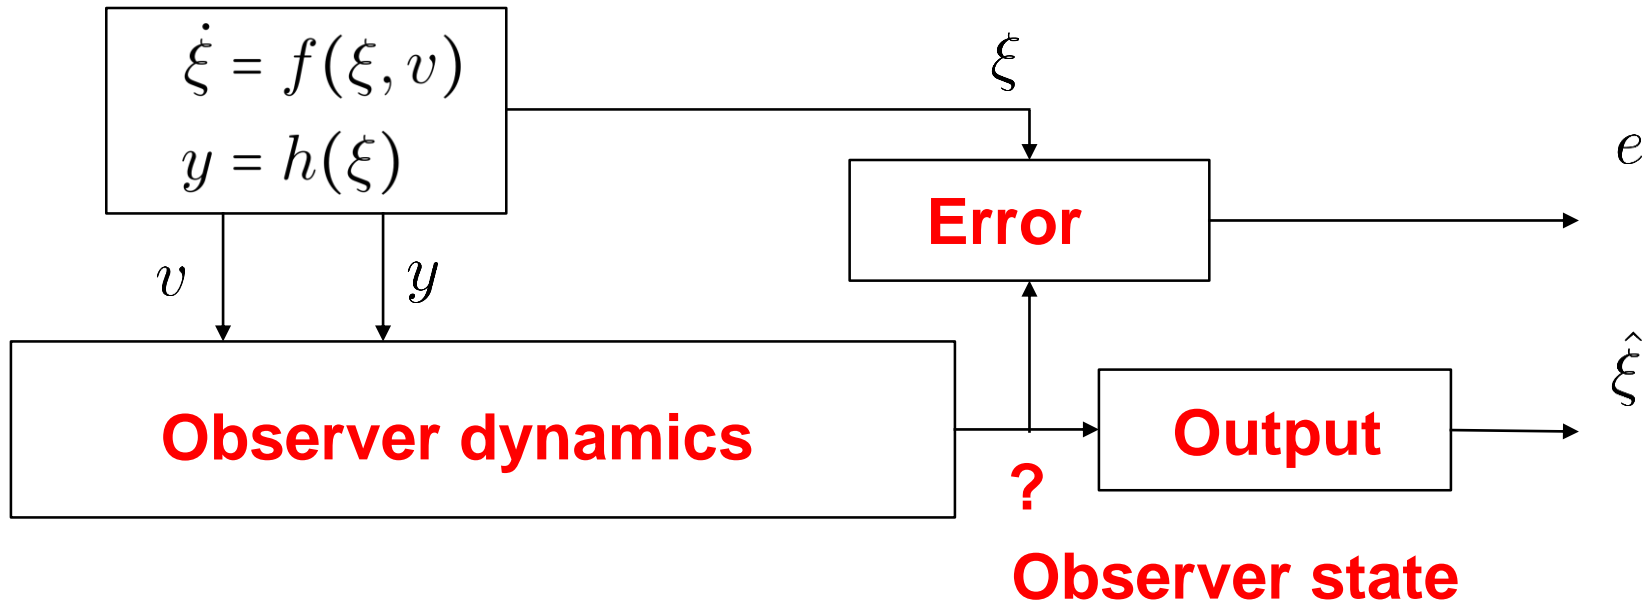 ξ̇ = f(ξ, v)
y = h(ξ)
ξ
e
Error
v
y
ξ̂
Observer dynamics
Output
?
Observer state